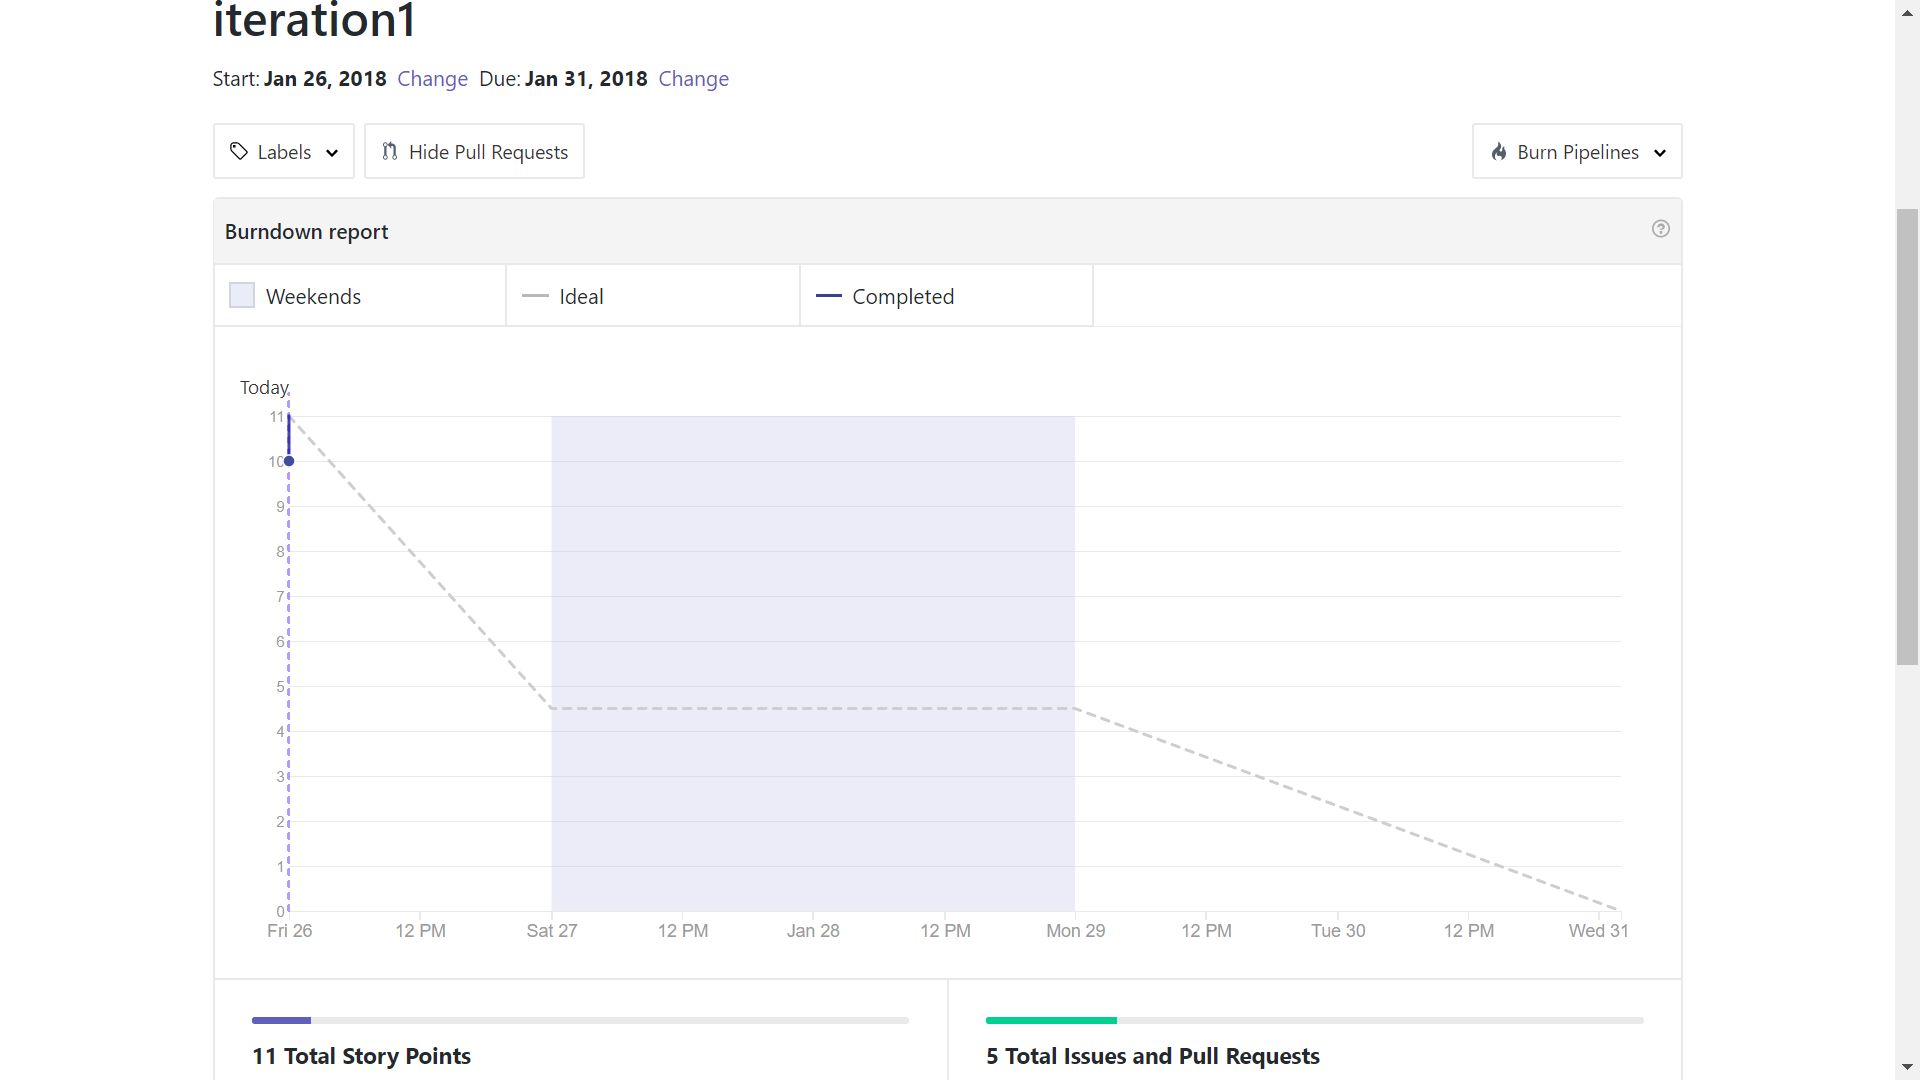 iteration1
Start: Jan 26, 2018 Change Due: Jan 31, 2018 Change
Labels Hide Pull Requests Burn Pipelines
Burndown report
Weekends Ideal Completed
Today
11
10
9
8
7
6
5
4
3
2
1
0
Fri 26 12 PM Sat 27 12 PM Jan 28 12 PM Mon 29 12 PM Tue 30 12 PM Wed 31
11 Total Story Points 5 Total Issues and Pull Requests